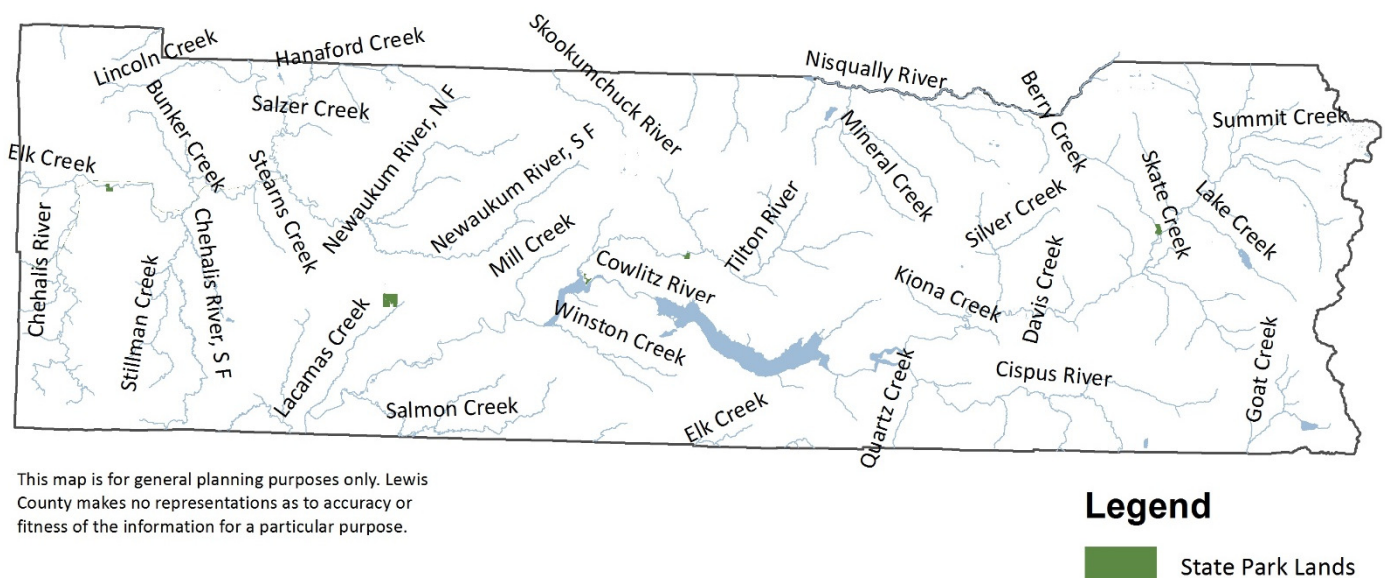 Lincoln Creek
Hanaford Creek
Skookumchuck River
Nisqually River
Bunker Creek
Salzer Creek
Newaukum River, N F
Berry Creek
Summit Creek
Elk Creek
Stearns Creek
Newaukum River, S F
Mineral Creek
Skate Creek
Lake Creek
Chehalis River
Chehalis River, S F
Mill Creek
Tilton River
Silver Creek
Stillman Creek
Cowlitz River
Kiona Creek
Davis Creek
Lacamas Creek
Winston Creek
Goat Creek
Salmon Creek
Elk Creek
Quartz Creek
Cispus River
This map is for general planning purposes only. Lewis
County makes no representations as to accuracy or
fitness of the information for a particular purpose.
Legend
State Park Lands